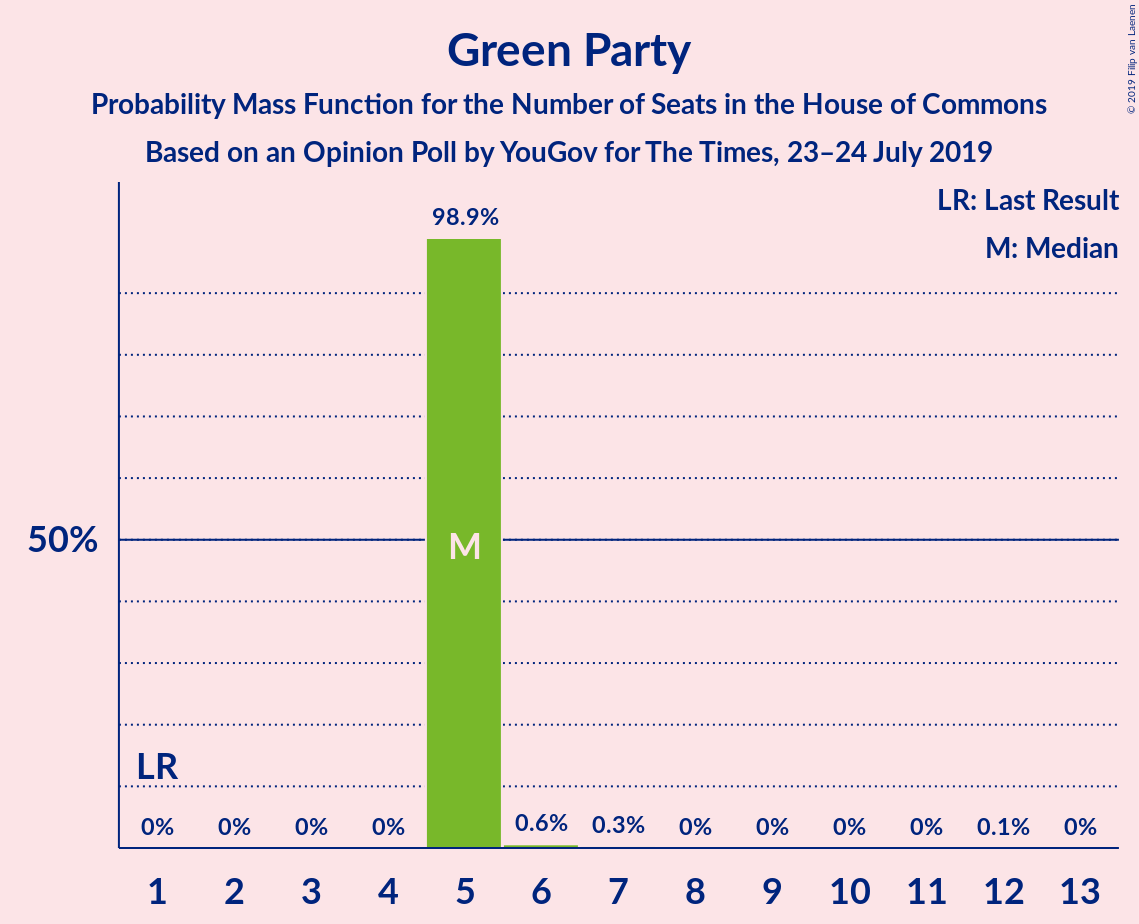 Green Party
Probability Mass Function for the Number of Seats in the House of Commons
Based on an Opinion Poll by YouGov for The Times, 23–24 July 2019
© 2019 Filip van Laenen
LR: Last Result
M: Median
98.9%
50%
M
LR
0% 0% 0% 0% 0.6% 0.3% 0% 0% 0% 0% 0.1% 0%
1 2 3 4 5 6 7 8 9 10 11 12 13